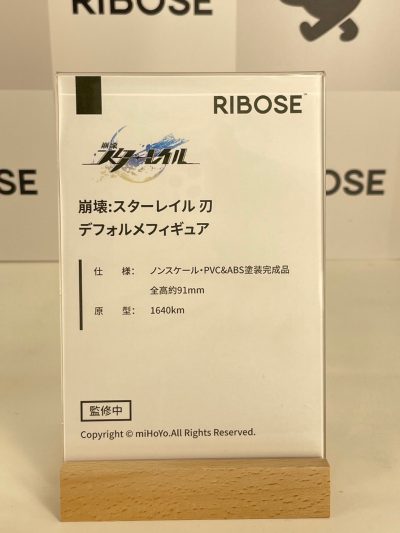 RIBOSE
RIBOSE™
崩壊
スターレイル
崩壊:スターレイル 刃
デフォルメフィギュア
仕 様: ノンスケール・PVC&ABS塗装完成品
全高約91mm
原 型: 1640km
監修中
Copyright © miHoYo.All Rights Reserved.
OSE
RIBOSE